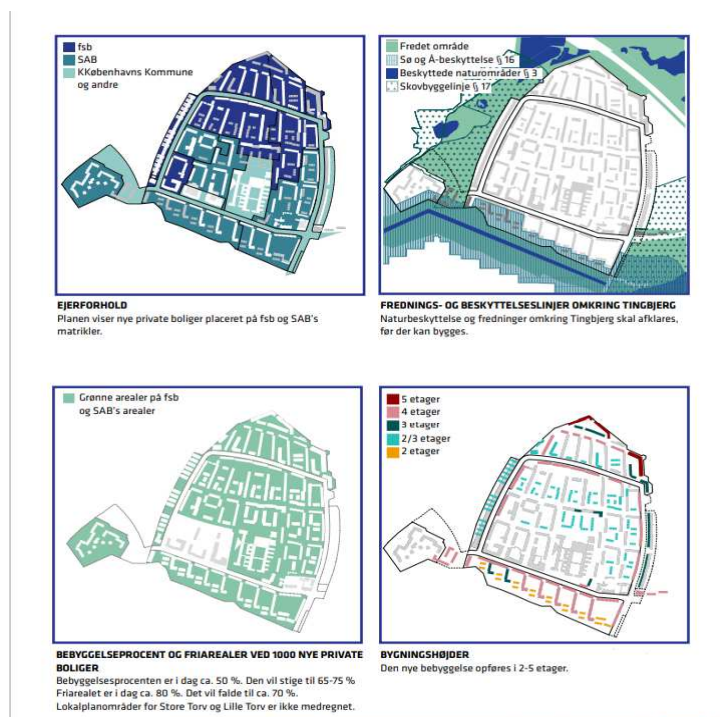 fsb
SAB
KKøbenhavns Kommune
og andre
EJERFORHOLD
Planen viser nye private boliger placeret på fsb og SAB's
matrikler.
Fredet område
Sø og Å-beskyttelse § 16
Beskyttede naturområder § 3
Skovbyggelinje § 17
FREDNINGS- OG BESKYTTELSESLINJER OMKRING TINGBJERG
Naturbeskyttelse og fredninger omkring Tingbjerg skal afklares,
før der kan bygges.
Grønne arealer på fsb
og SAB's arealer
BEBYGGELSEPROCENT OG FRIAREALER VED 1000 NYE PRIVATE
BOLIGER
Bebyggelsesprocenten er i dag ca. 50 %. Den vil stige til 65-75 %
Friarealet er i dag ca. 80 %. Det vil falde til ca. 70 %.
Lokalplanområder for Store Torv og Lille Torv er ikke medregnet.
5 etager
4 etager
3 etager
2/3 etager
2 etager
BYGNINGSHØJDER
Den nye bebyggelse opføres i 2-5 etager.